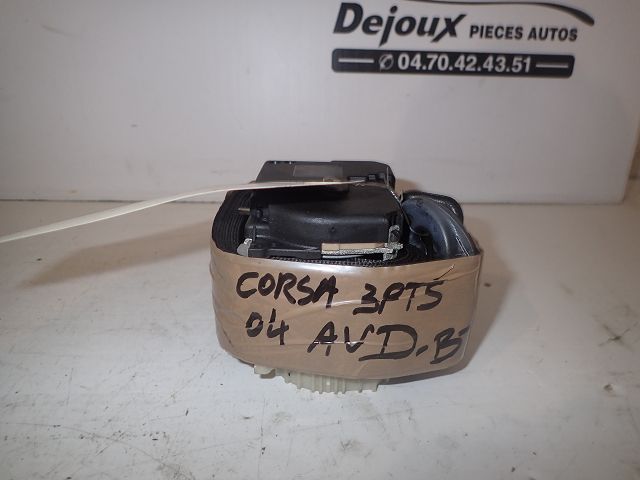 Dejoux PIECES AUTOS
04.70.42.43.51
CORSA 3PTS
04 AVD.B